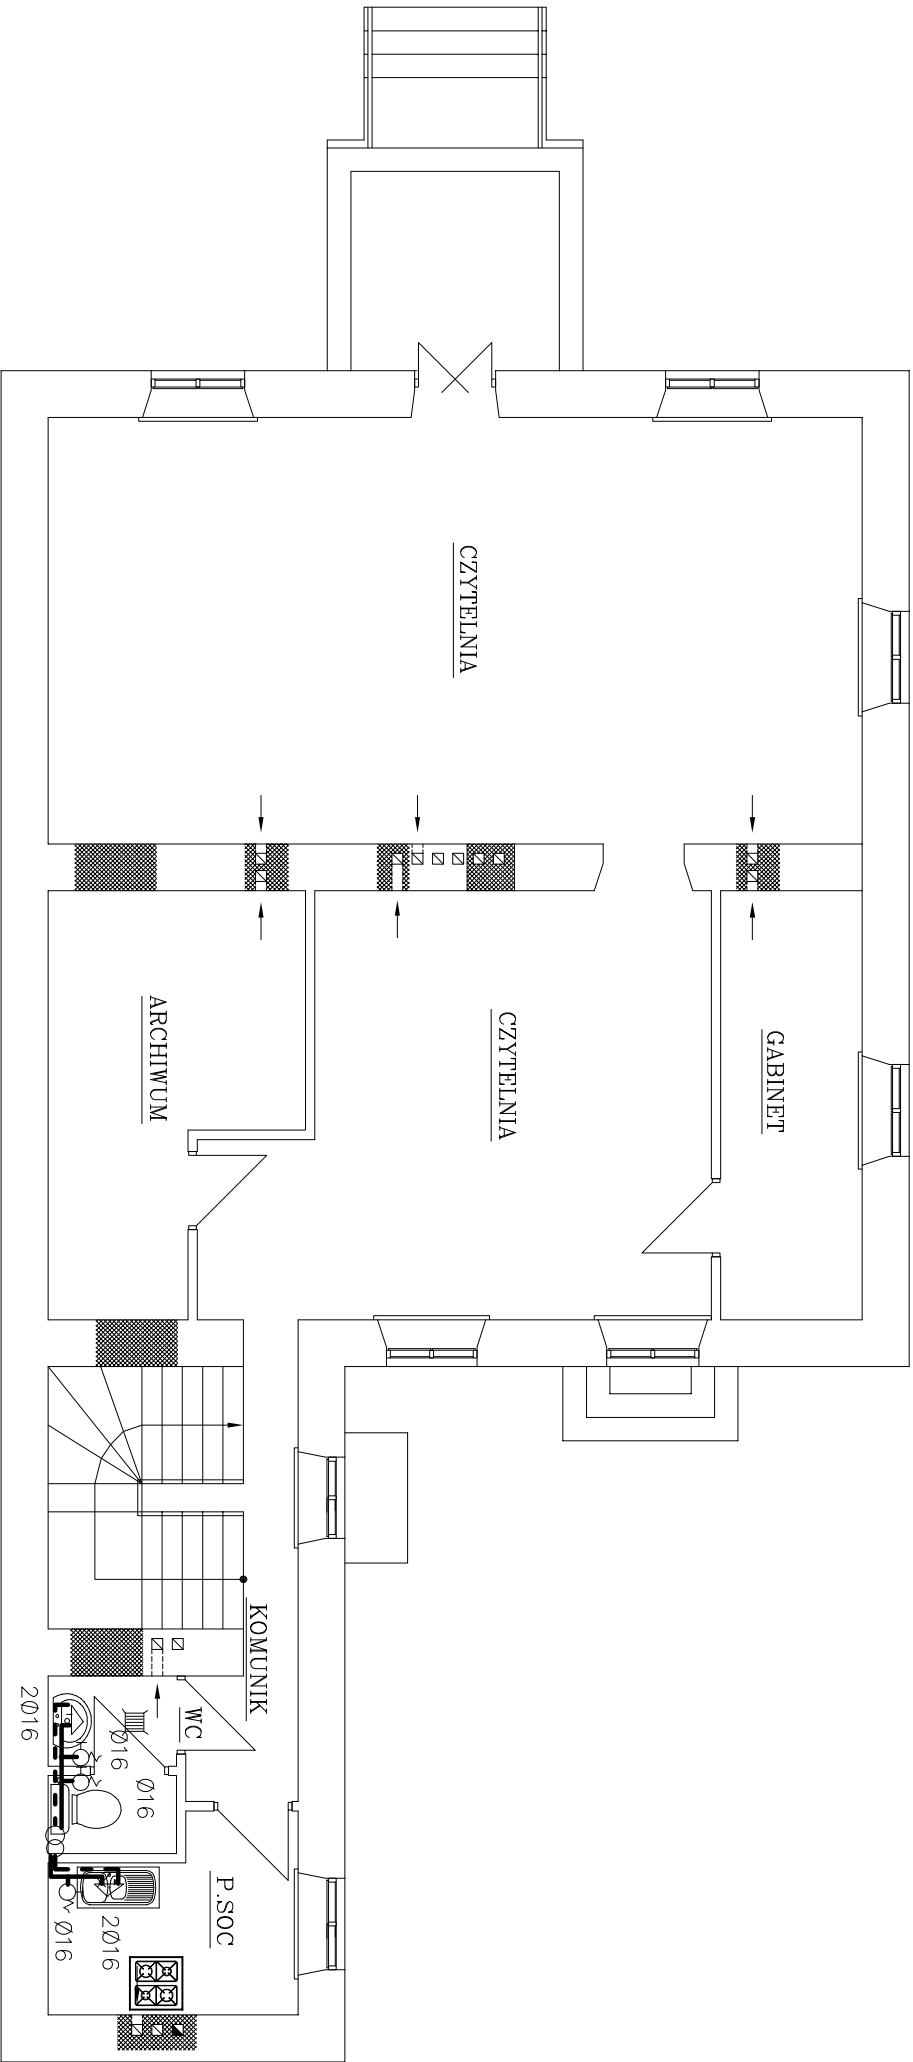 CZYTELNIA
GABINET
CZYTELNIA
ARCHIWUM
KOMUNIK
WC
2Ø16
Ø16
Ø16
P.SOC
2Ø16
Ø16